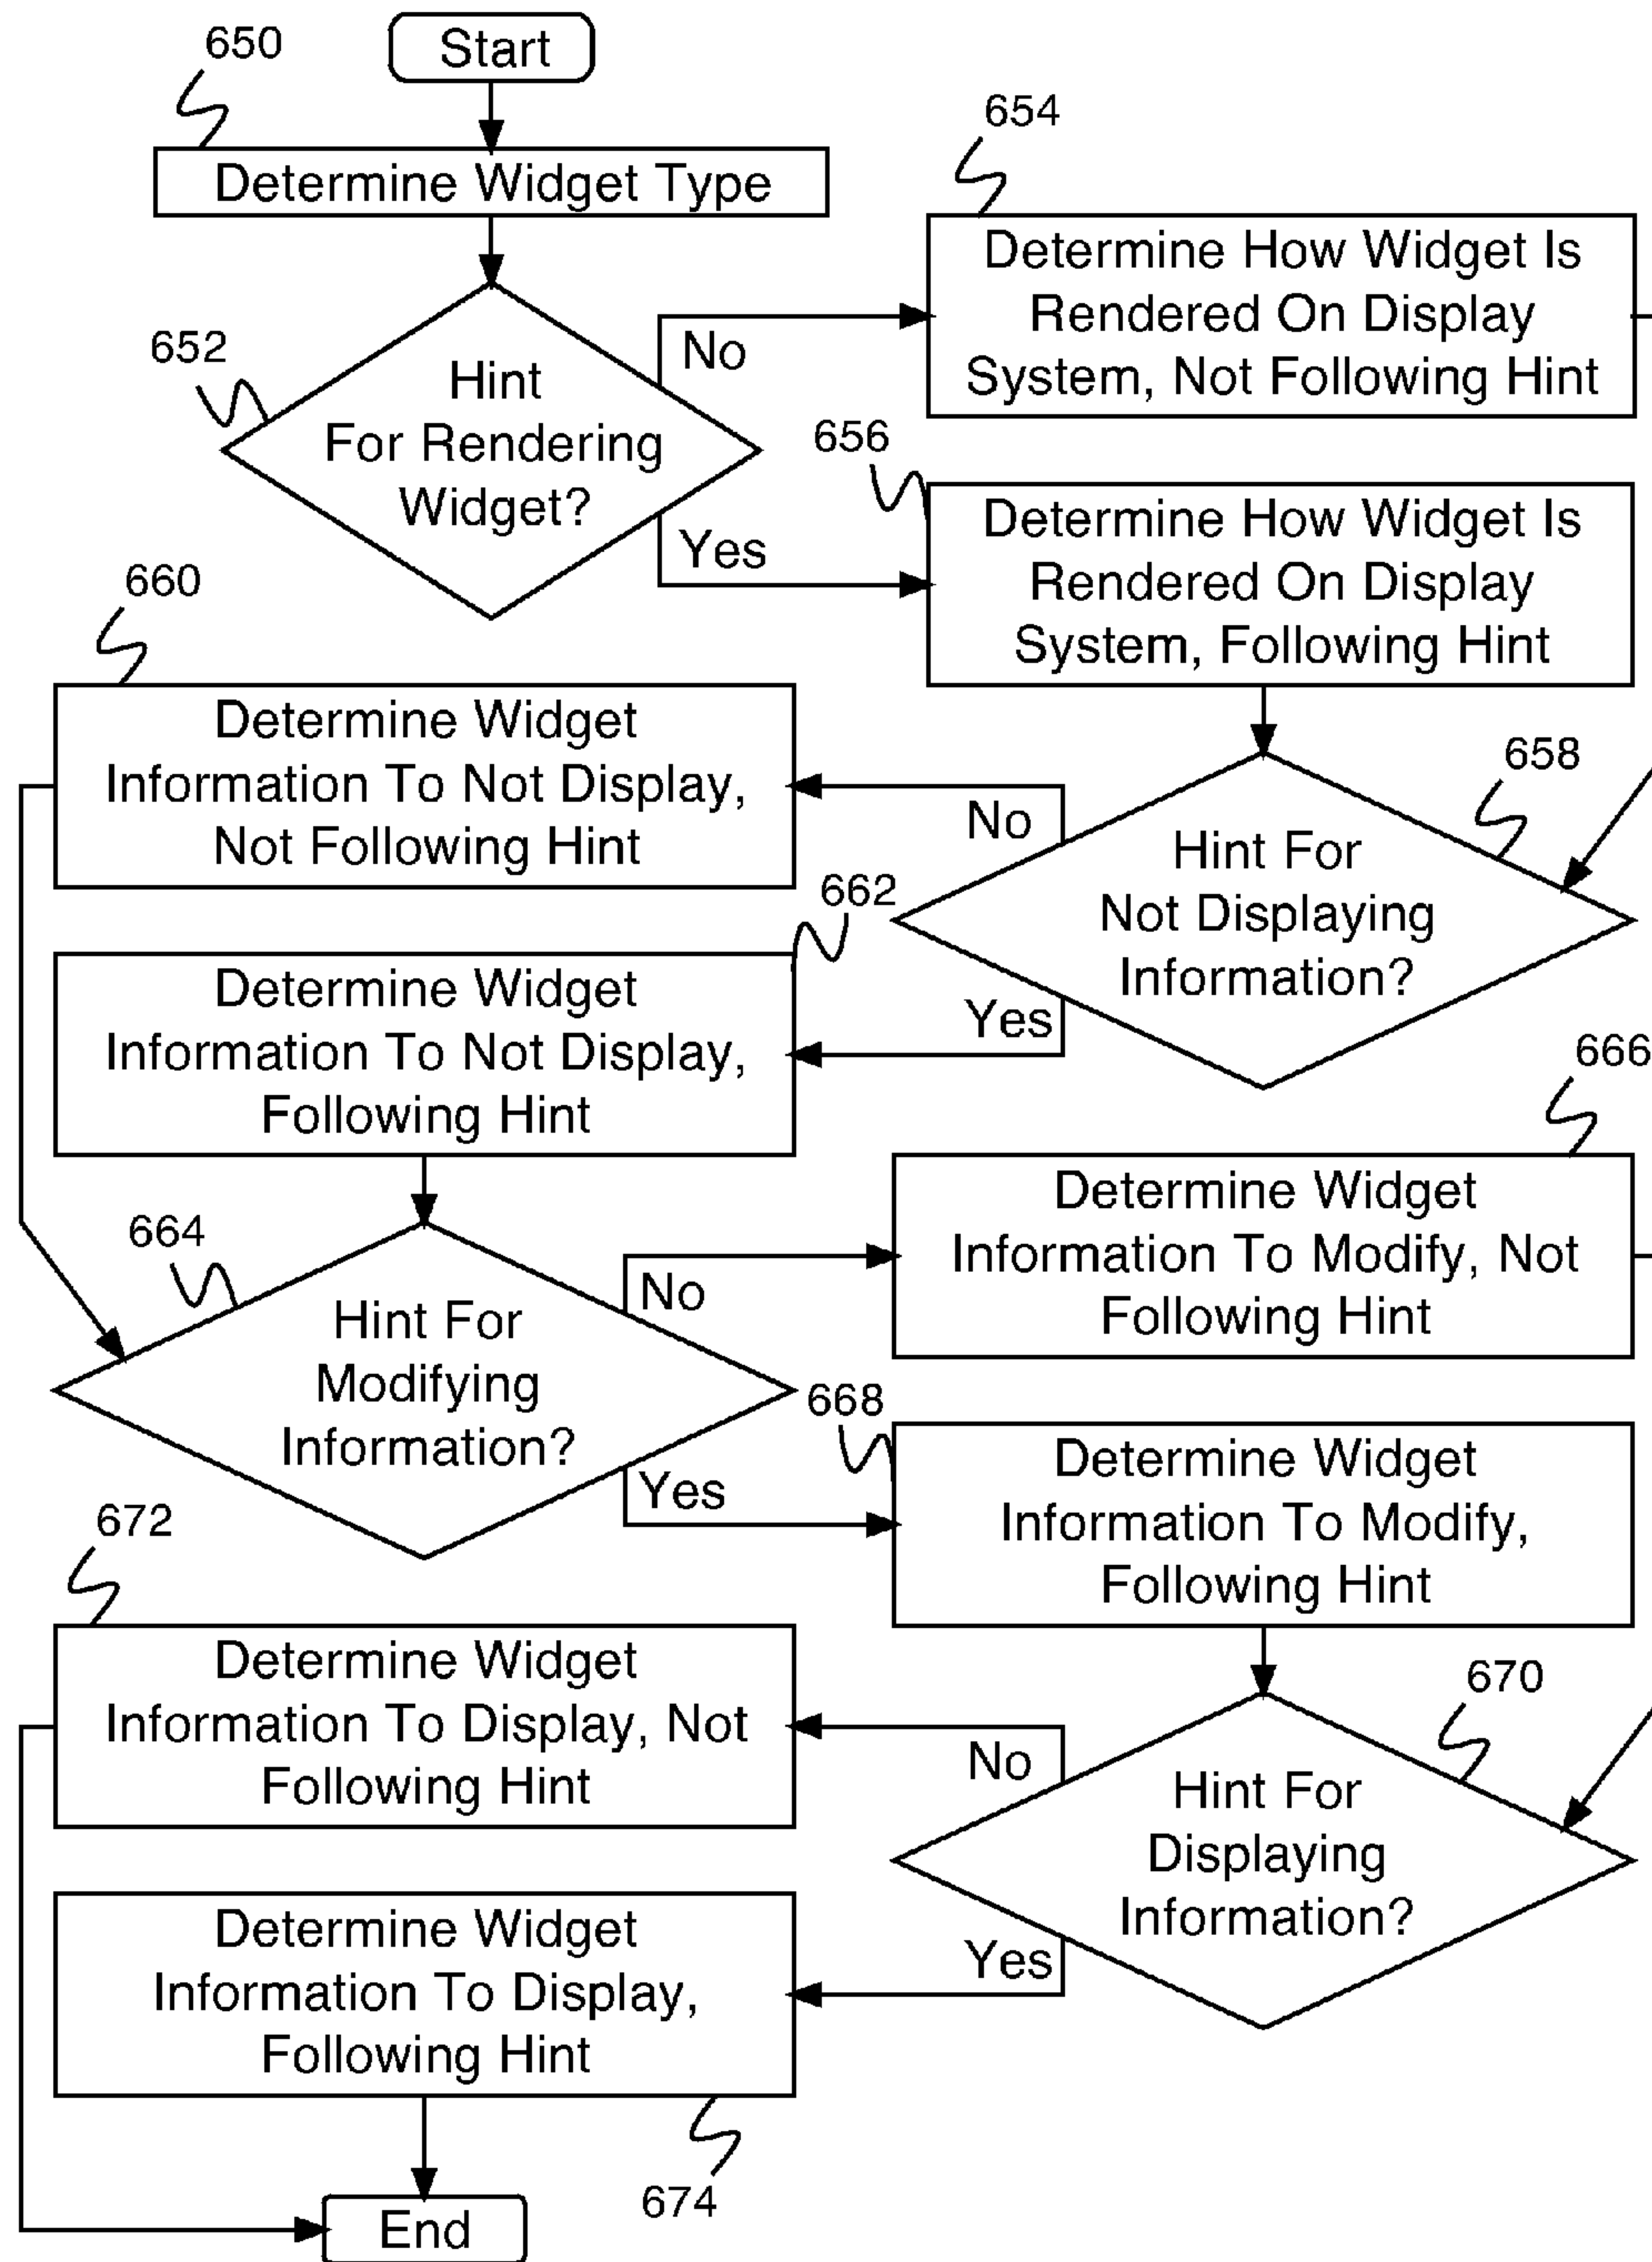 650
Start
Determine Widget Type
654
Determine How Widget Is
Rendered On Display
System, Not Following Hint
652
Hint
For Rendering
Widget?
No
Yes
656
Determine How Widget Is
Rendered On Display
System, Following Hint
660
Determine Widget
Information To Not Display,
Not Following Hint
658
Hint For
Not Displaying
Information?
No
Yes
662
Determine Widget
Information To Not Display,
Following Hint
666
Determine Widget
Information To Modify, Not
Following Hint
664
Hint For
Modifying
Information?
No
Yes
668
Determine Widget
Information To Modify,
Following Hint
672
Determine Widget
Information To Display, Not
Following Hint
670
Hint For
Displaying
Information?
No
Yes
Determine Widget
Information To Display,
Following Hint
674
End